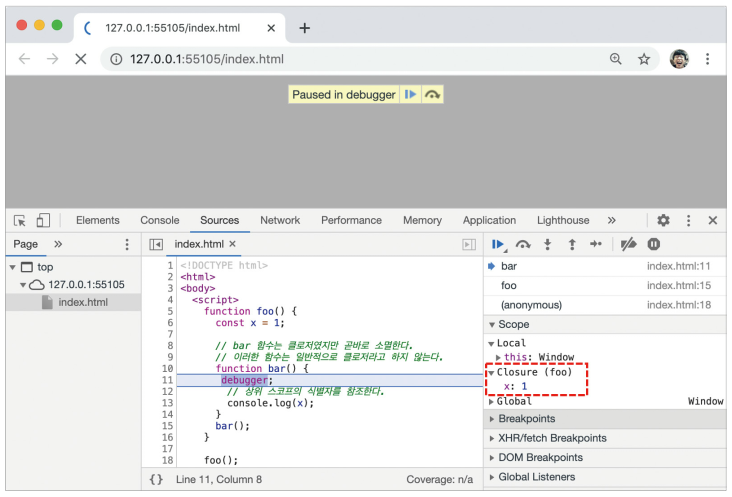 127.0.0.1:55105/index.html
127.0.0.1:55105/index.html
Paused in debugger
Elements Console Sources Network Performance Memory Application Lighthouse
Page
index.html
top
127.0.0.1:55105
index.html
1 <!DOCTYPE html>
2 <html>
3 <body>
4 <script>
5 function foo() {
6 const x = 1;
7
8 // bar 함수는 클로저였지만 곧바로 소멸한다.
9 // 이러한 함수는 일반적으로 클로저라고 하지 않는다.
10 function bar() {
11 debugger;
12 // 상위 스코프의 식별자를 참조한다.
13 console.log(x);
14 }
15 bar();
16 }
17
18 foo();
{} Line 11, Column 8 Coverage: n/a
bar index.html:11
foo index.html:15
(anonymous) index.html:18
Scope
Local
this: Window
Closure (foo)
x: 1
Global Window
Breakpoints
XHR/fetch Breakpoints
DOM Breakpoints
Global Listeners